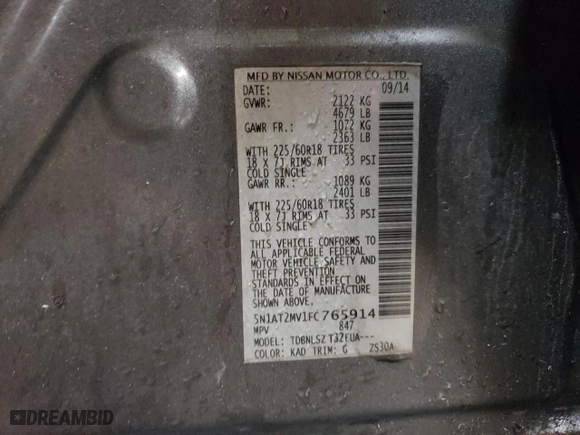 MFD BY NISSAN MOTOR CO., LTD.
DATE: 09/14
GVWR: 2122 KG
4679 LB
GAWR FR.: 1072 KG
2363 LB
WITH 225/60R18 TIRES
18 X 7J RIMS AT 33 PSI
COLD SINGLE
GAWR RR.: 1089 KG
2401 LB
WITH 225/60R18 TIRES
18 X 7J RIMS AT 33 PSI
COLD SINGLE
THIS VEHICLE CONFORMS TO
ALL APPLICABLE FEDERAL
MOTOR VEHICLE SAFETY AND
THEFT PREVENTION
STANDARDS IN EFFECT ON
THE DATE OF MANUFACTURE
SHOWN ABOVE.
5N1AT2MV1FC765914
MPV 847
MODEL: TDBNLSZ T32EUA---
COLOR: KAD TRIM: G ZS30A
DREAMBID